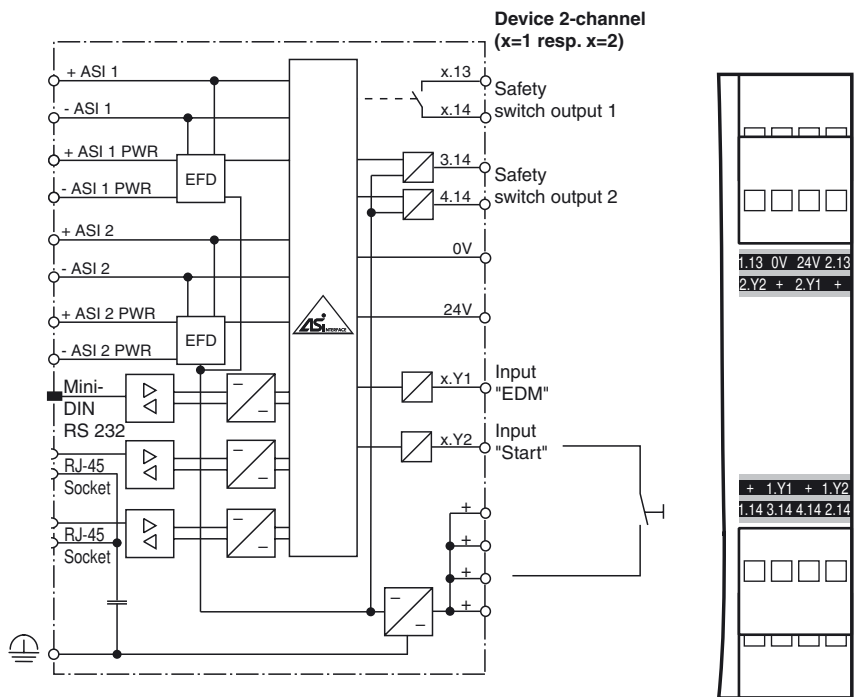 Device 2-channel
(x=1 resp. x=2)
+ ASI 1
- ASI 1
+ ASI 1 PWR
- ASI 1 PWR
EFD
+ ASI 2
- ASI 2
+ ASI 2 PWR
- ASI 2 PWR
EFD
Mini-
DIN
RS 232
RJ-45
Socket
RJ-45
Socket
ASi INTERFACE
x.13
x.14
Safety
switch output 1
3.14
4.14
Safety
switch output 2
0V
24V
x.Y1
Input
"EDM"
x.Y2
Input
"Start"
+
+
+
+
1.13 0V 24V 2.13
2.Y2 + 2.Y1 +
+ 1.Y1 + 1.Y2
1.14 3.14 4.14 2.14